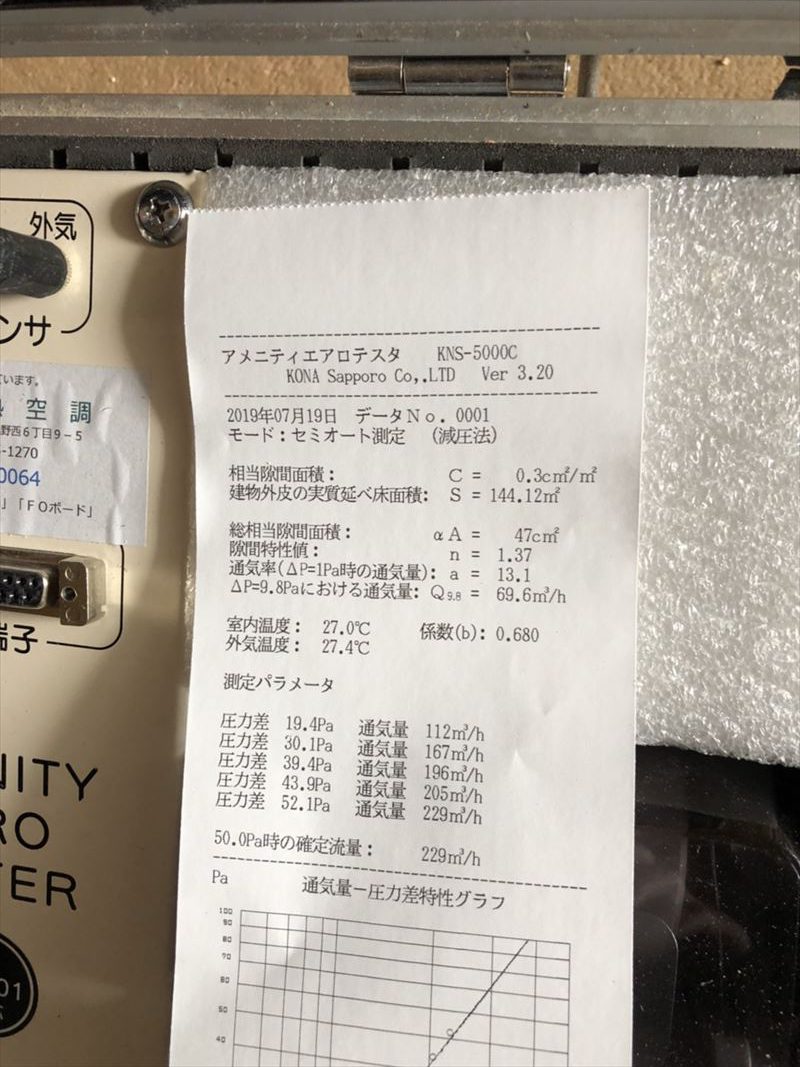 外気
ンサ
ています。
空調
野西6丁目9-5
-1270
0064
」「FOボード」
端子
NITY
RO
TER
01
アメニティエアロテスタ KNS-5000C
KONA Sapporo Co,.LTD Ver 3.20
2019年07月19日 データNo. 0001
モード:セミオート測定 (減圧法)
相当隙間面積: C = 0.3c㎡/㎡
建物外皮の実質延べ床面積: S = 144.12㎡
総相当隙間面積: αA = 47c㎡
隙間特性値: n = 1.37
通気率(ΔP=1Pa時の通気量): a = 13.1
ΔP=9.8Paにおける通気量: Q9.8 = 69.6㎥/h
室内温度: 27.0℃ 係数(b): 0.680
外気温度: 27.4℃
測定パラメータ
圧力差 19.4Pa 通気量 112㎥/h
圧力差 30.1Pa 通気量 167㎥/h
圧力差 39.4Pa 通気量 196㎥/h
圧力差 43.9Pa 通気量 205㎥/h
圧力差 52.1Pa 通気量 229㎥/h
50.0Pa時の確定流量: 229㎥/h
Pa 通気量-圧力差特性グラフ
100
90
80
70
60
50
40